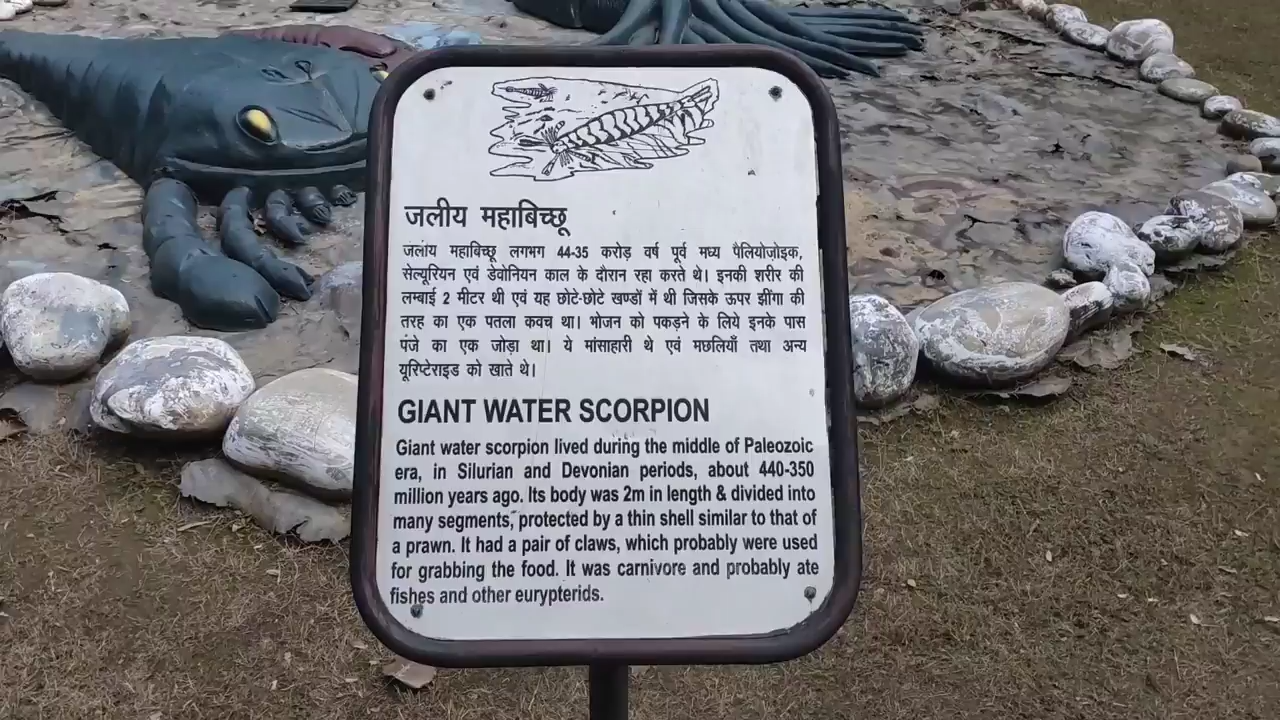 जलीय महाबिच्छू
जलीय महाबिच्छू लगभग 44-35 करोड़ वर्ष पूर्व मध्य पैलियोज़ोइक,
सेल्यूरियन एवं डेवोनियन काल के दौरान रहा करते थे। इनकी शरीर की
लम्बाई 2 मीटर थी एवं यह छोटे-छोटे खण्डों में थी जिसके ऊपर झींगा की
तरह का एक पतला कवच था। भोजन को पकड़ने के लिये इनके पास
पंजे का एक जोड़ा था। ये मांसाहारी थे एवं मछलियाँ तथा अन्य
यूरिप्टेराइड को खाते थे।
GIANT WATER SCORPION
Giant water scorpion lived during the middle of Paleozoic
era, in Silurian and Devonian periods, about 440-350
million years ago. Its body was 2m in length & divided into
many segments, protected by a thin shell similar to that of
a prawn. It had a pair of claws, which probably were used
for grabbing the food. It was carnivore and probably ate
fishes and other eurypterids.